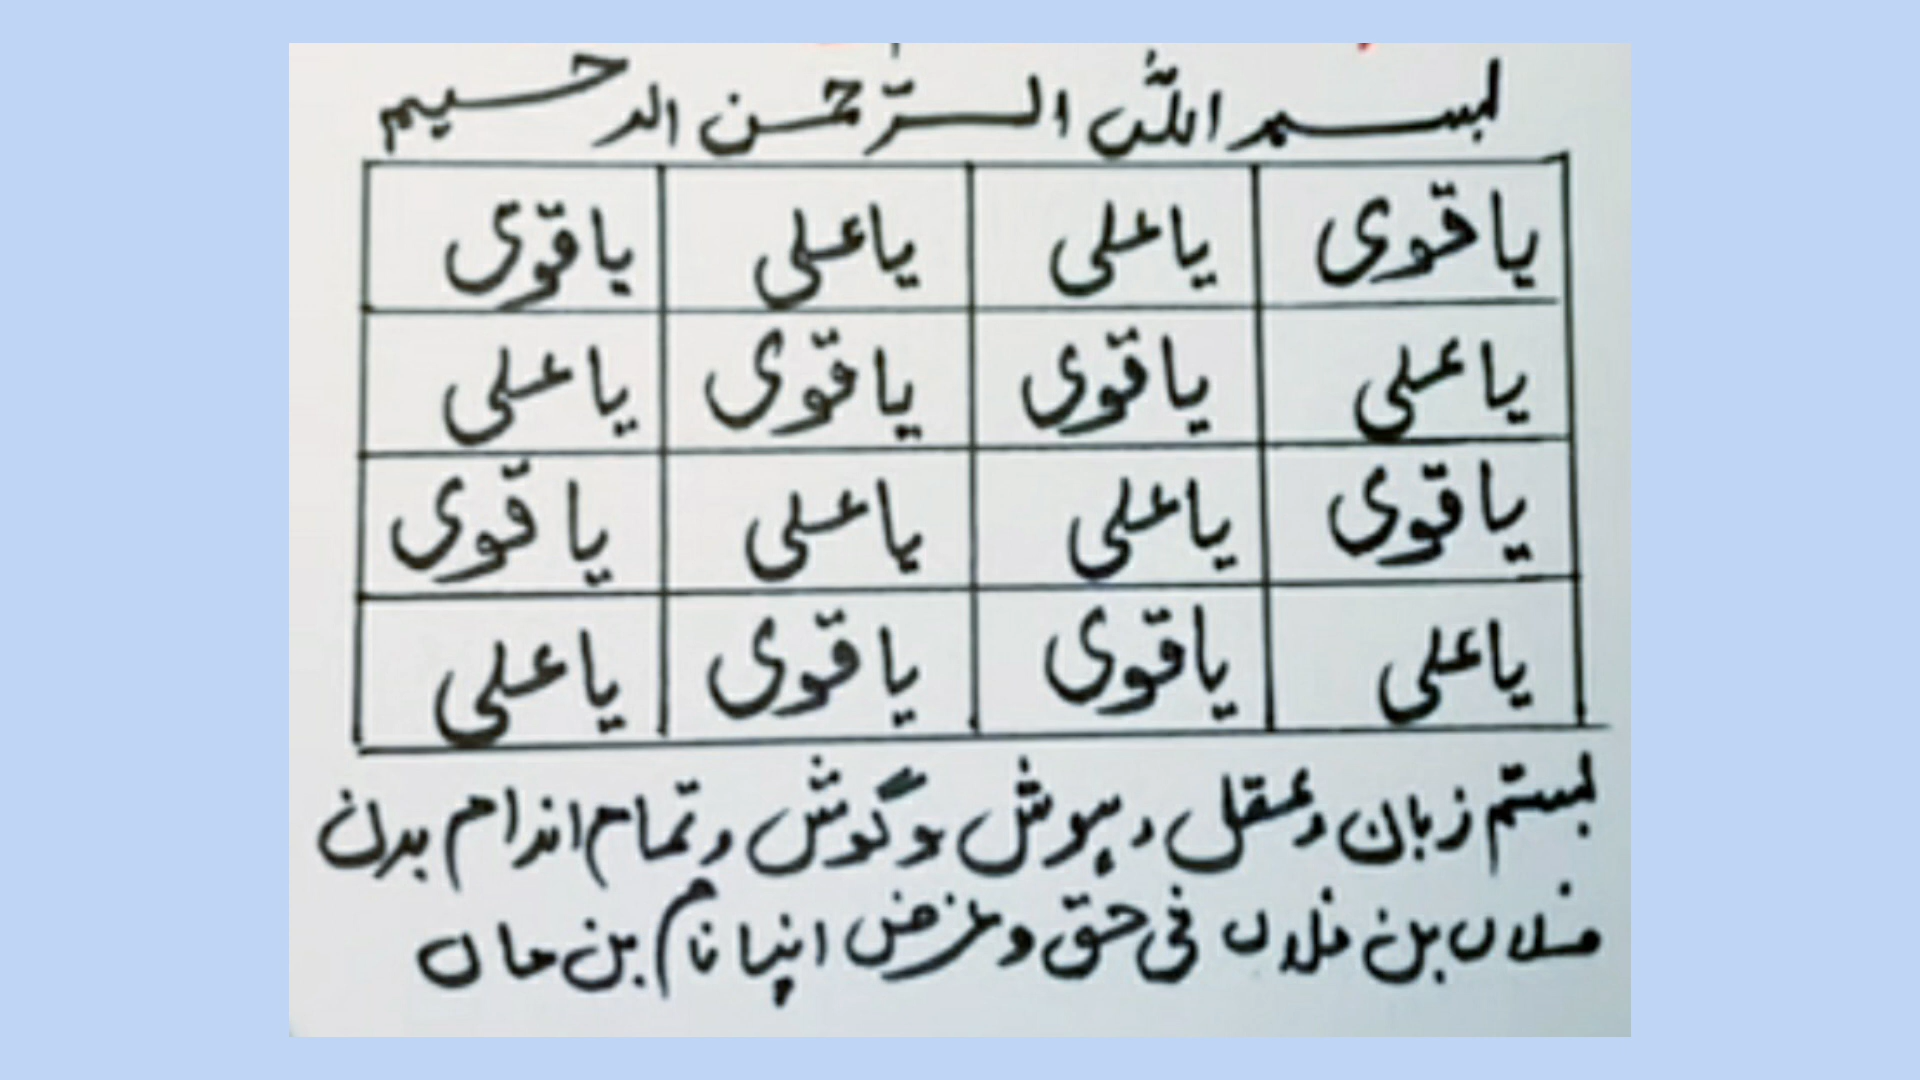 بسم اللہ الرّحمن الرحیم
یا قوی یا علی یا علی یا قوی
یا علی یا قوی یا قوی یا علی
یا قوی یا علی یا علی یا قوی
یا علی یا قوی یا قوی یا علی
بستم زبان و عقل و ہوش و گوش و تمام اندام بدن
فلاں بن فلاں فی حق و غرض اپنا نام بن ماں